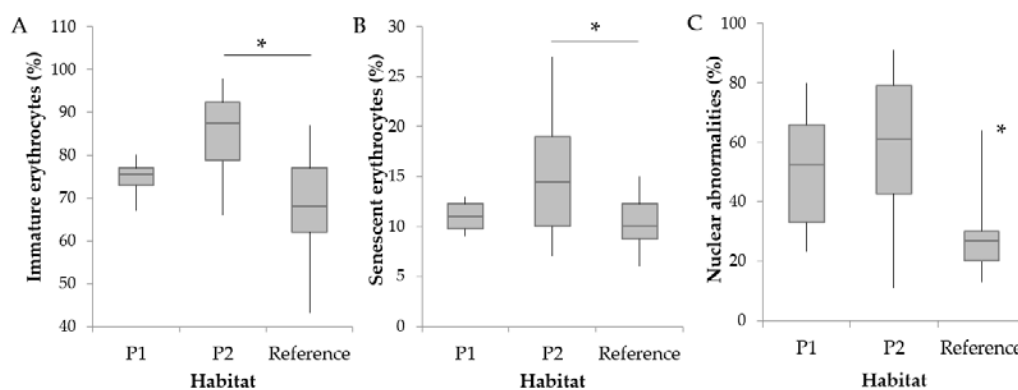 A
Immature erythrocytes (%)
110
100
90
80
70
60
50
40
*
P1 P2 Reference
Habitat
B
Senescent erythrocytes (%)
30
25
20
15
10
5
0
*
P1 P2 Reference
Habitat
C
Nuclear abnormalities (%)
100
80
60
40
20
0
*
P1 P2 Reference
Habitat